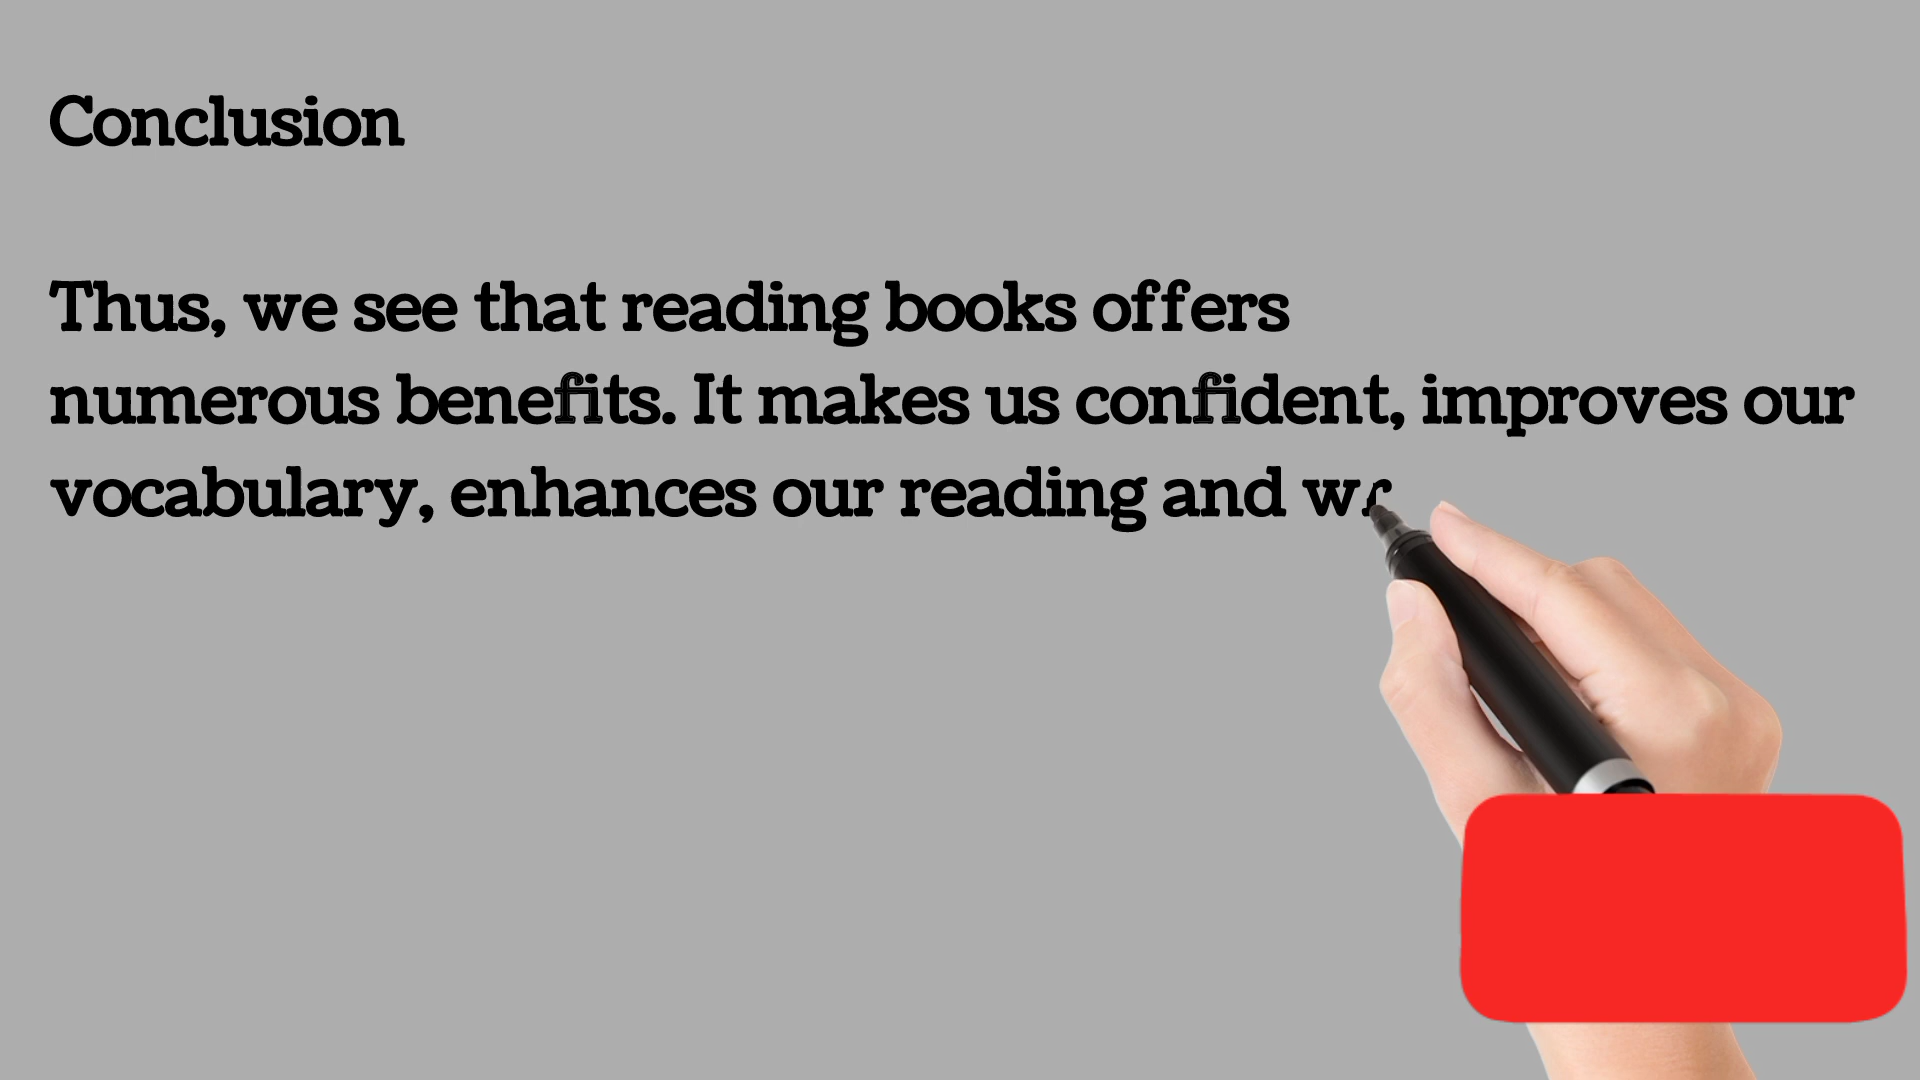 Conclusion
Thus, we see that reading books offers
numerous benefits. It makes us confident, improves our
vocabulary, enhances our reading and